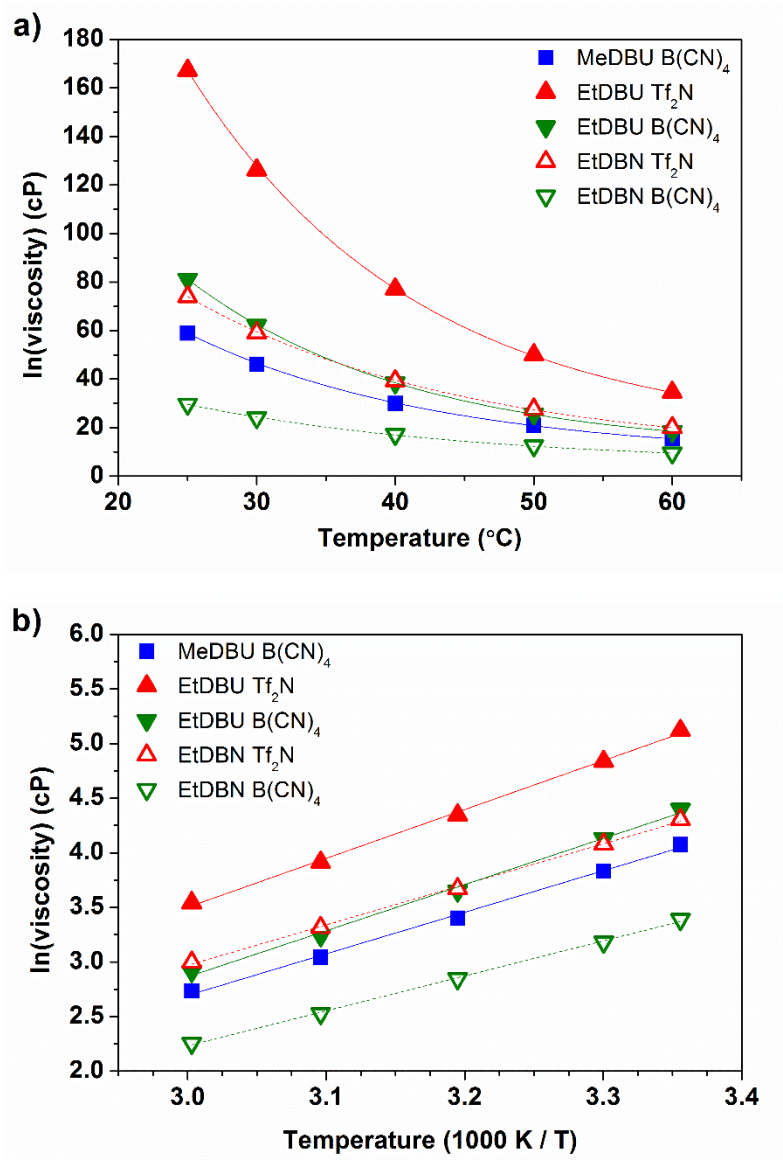 a)
180
160
140
120
100
80
60
40
20
0
ln(viscosity) (cP)
MeDBU B(CN)₄
EtDBU Tf₂N
EtDBU B(CN)₄
EtDBN Tf₂N
EtDBN B(CN)₄
20 30 40 50 60
Temperature (°C)
b)
6.0
5.5
5.0
4.5
4.0
3.5
3.0
2.5
2.0
ln(viscosity) (cP)
MeDBU B(CN)₄
EtDBU Tf₂N
EtDBU B(CN)₄
EtDBN Tf₂N
EtDBN B(CN)₄
3.0 3.1 3.2 3.3 3.4
Temperature (1000 K / T)